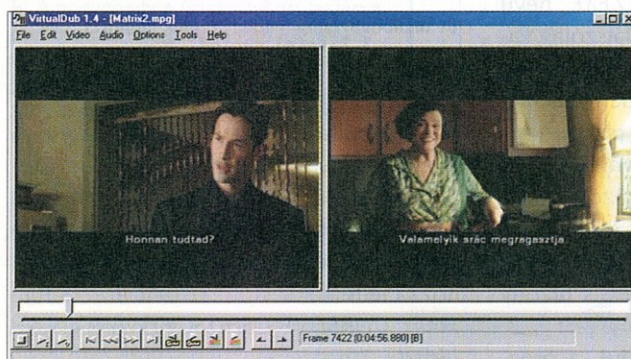 VirtualDub 1.4 - [Matrix2.mpg]
File Edit Video Audio Options Tools Help
Honnan tudtad?
Valamelyik srác megragasztja
Frame 7422 (0:04:56.880) [B]